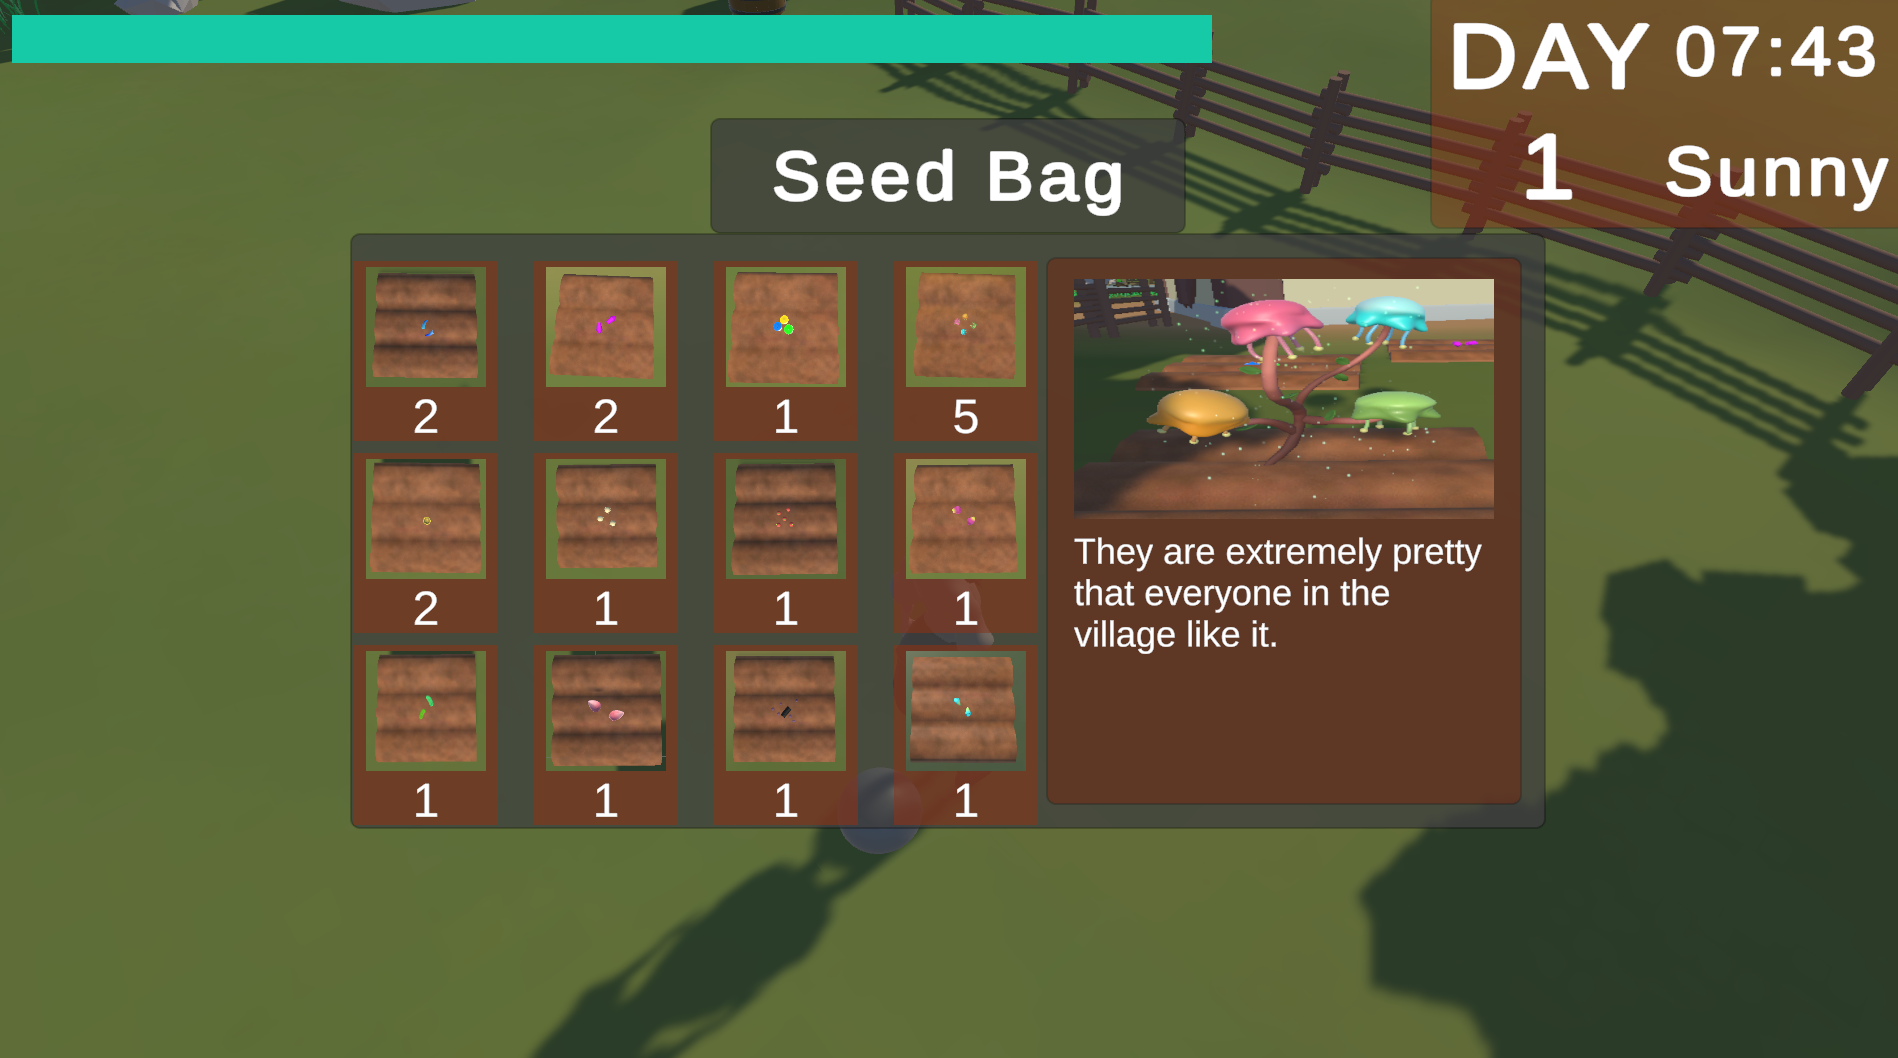 DAY 07:43
1 Sunny
Seed Bag
2 2 1 5
2 1 1 1
1 1 1 1
They are extremely pretty
that everyone in the
village like it.